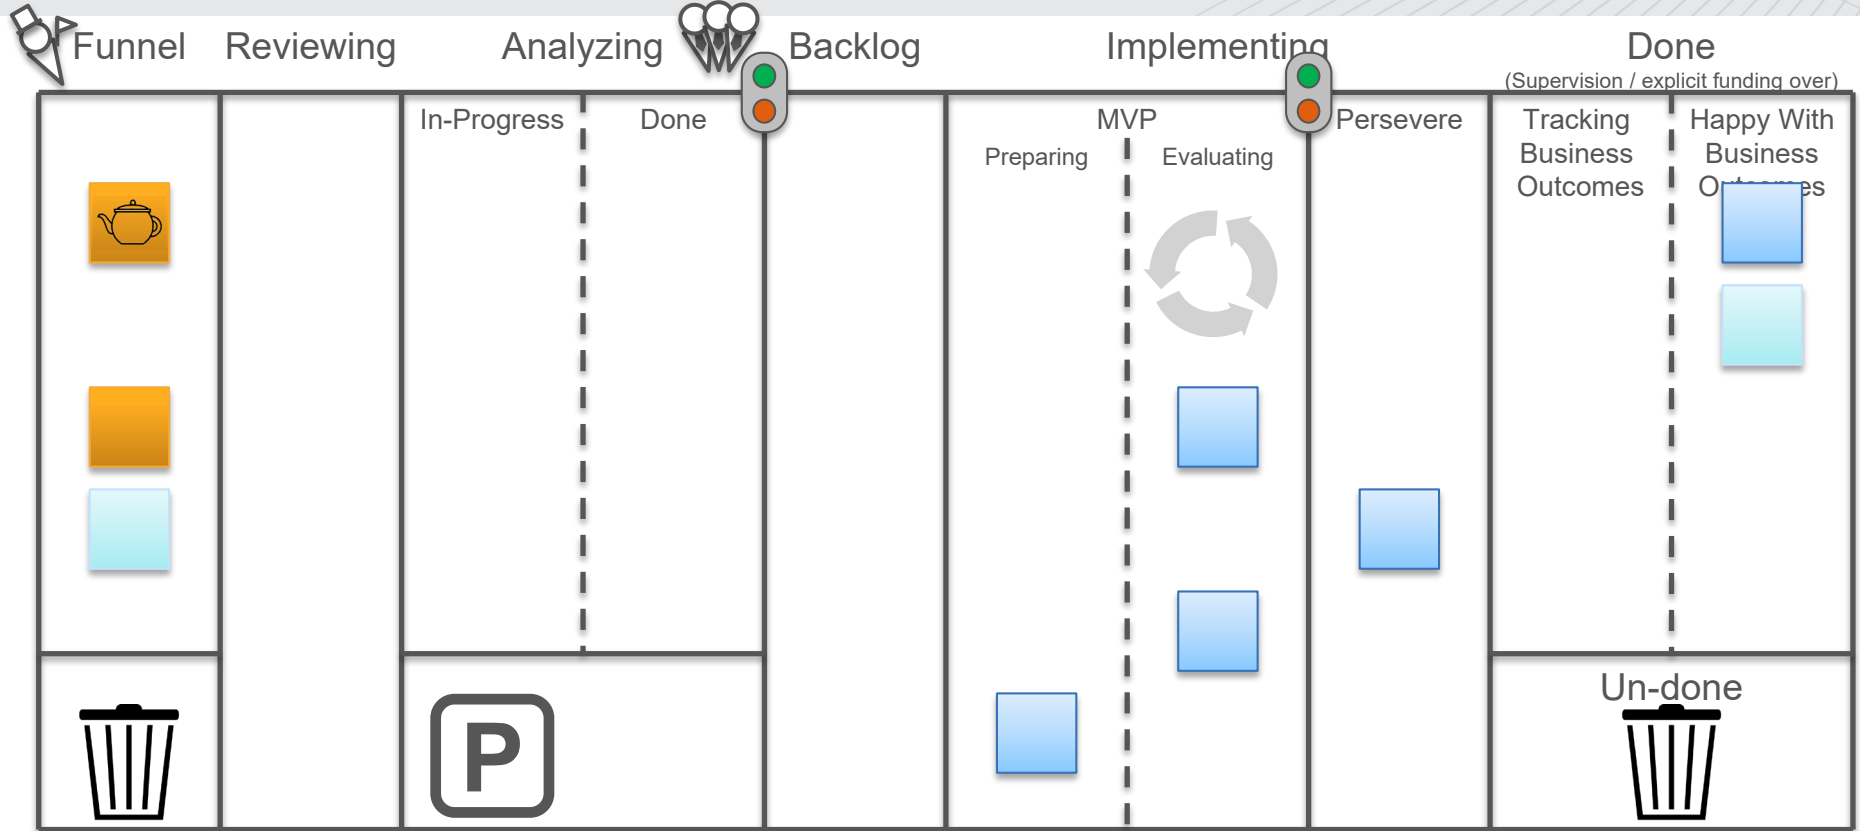 Funnel
Reviewing
Analyzing
Backlog
Implementing
Done
(Supervision / explicit funding over)
In-Progress
Done
MVP
Preparing
Evaluating
Persevere
Tracking
Business
Outcomes
Happy With
Business
Outcomes
P
Un-done